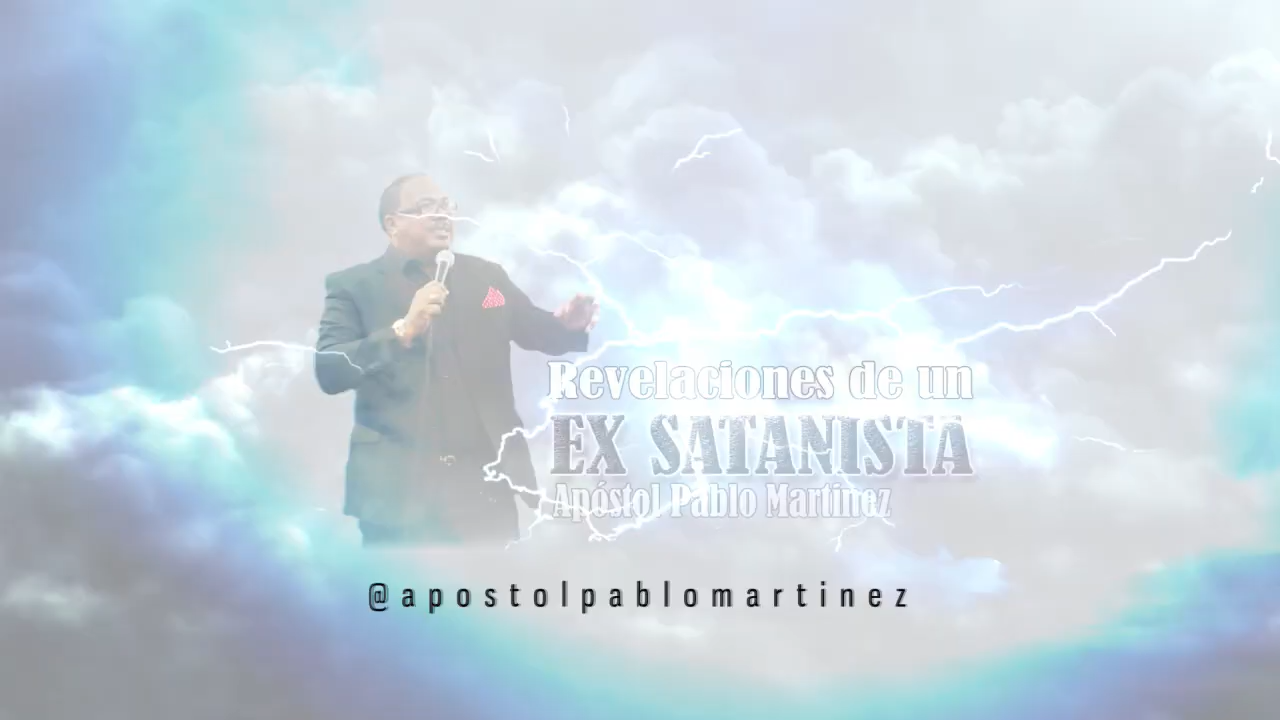 Revelaciones de un
EX SATANISTA
Apóstol Pablo Martinez
@apostolpablomartinez